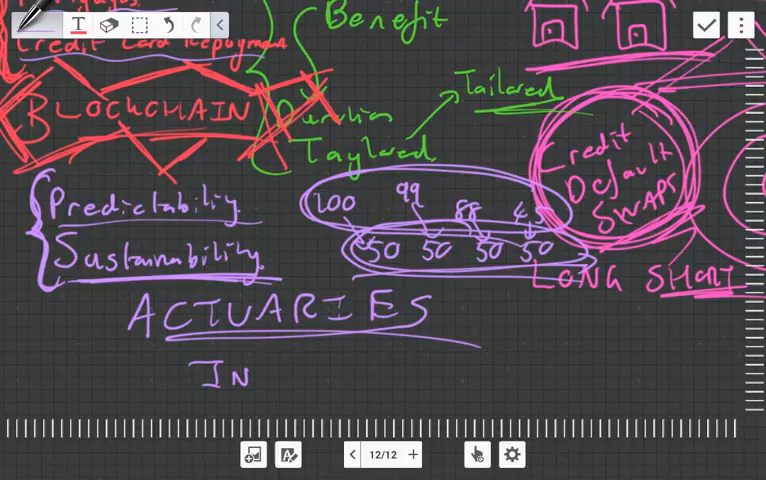 T
Credit Card Repayment
Benefit
BLOCKCHAIN
Duration
Tailored
Taylored
Credit
Default
SWAPS
Predictability
100 99 88 45
Sustainability
50 50 50 50
LONG SHORT
ACTUARIES
IN
12/12